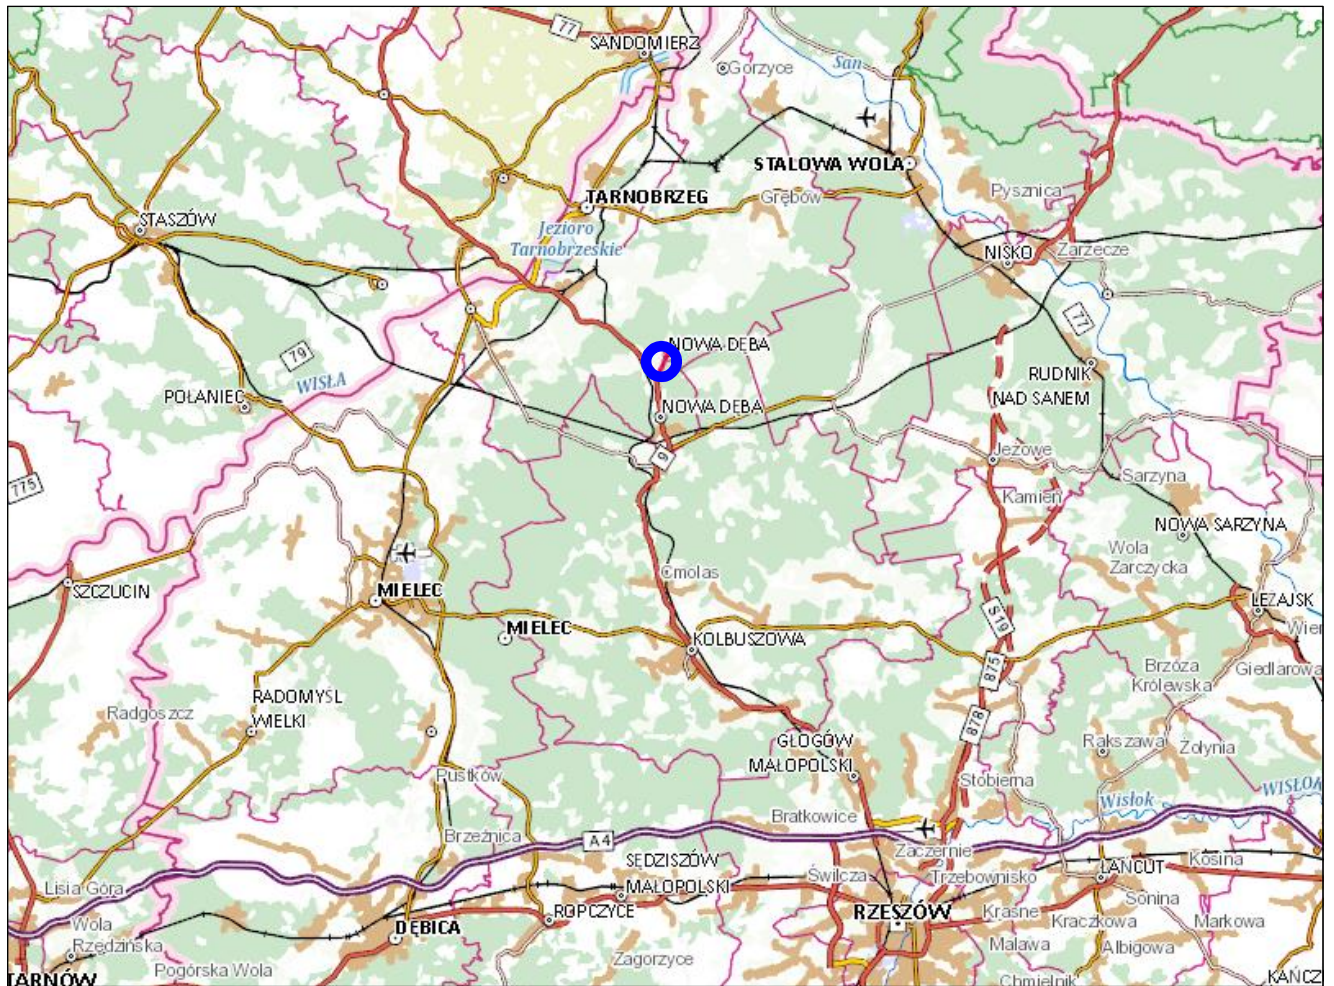 77
SANDOMIERZ
Gorzyce
San
STALOWA WOLA
Pysznica
TARNOBRZEG
Grębów
STASZÓW
Jezioro
Tarnobrzeskie
NISKO
Zarzecze
77
NOWA DĘBA
79
WISŁA
RUDNIK
NAD SANEM
POŁANIEC
NOWA DĘBA
9
Jeżowe
775
Sarzyna
Kamień
NOWA SARZYNA
Wola
Zarczycka
Cmolas
SZCZUCIN
MIELEC
LEŻAJSK
S19
Wier
MIELEC
KOLBUSZOWA
875
Brzóza
Królewska
Giedlarowa
RADOMYŚL
WIELKI
Radgoszcz
878
GŁOGÓW
MAŁOPOLSKI
Rakszawa
Żołynia
Pustków
Stobierna
WISŁOK
Wisłok
Bratkowice
Brzeźnica
A4
Zaczernie
SĘDZISZÓW
MAŁOPOLSKI
Świlcza
Trzebownisko
ŁAŃCUT
Kosina
Lisia Góra
Sonina
Wola
Rzędzińska
DĘBICA
ROPCZYCE
RZESZÓW
Krasne
Kraczkowa
Markowa
Malawa
Albigowa
Pogórska Wola
Zagorzyce
TARNÓW
Chmielnik
KAŃCZ